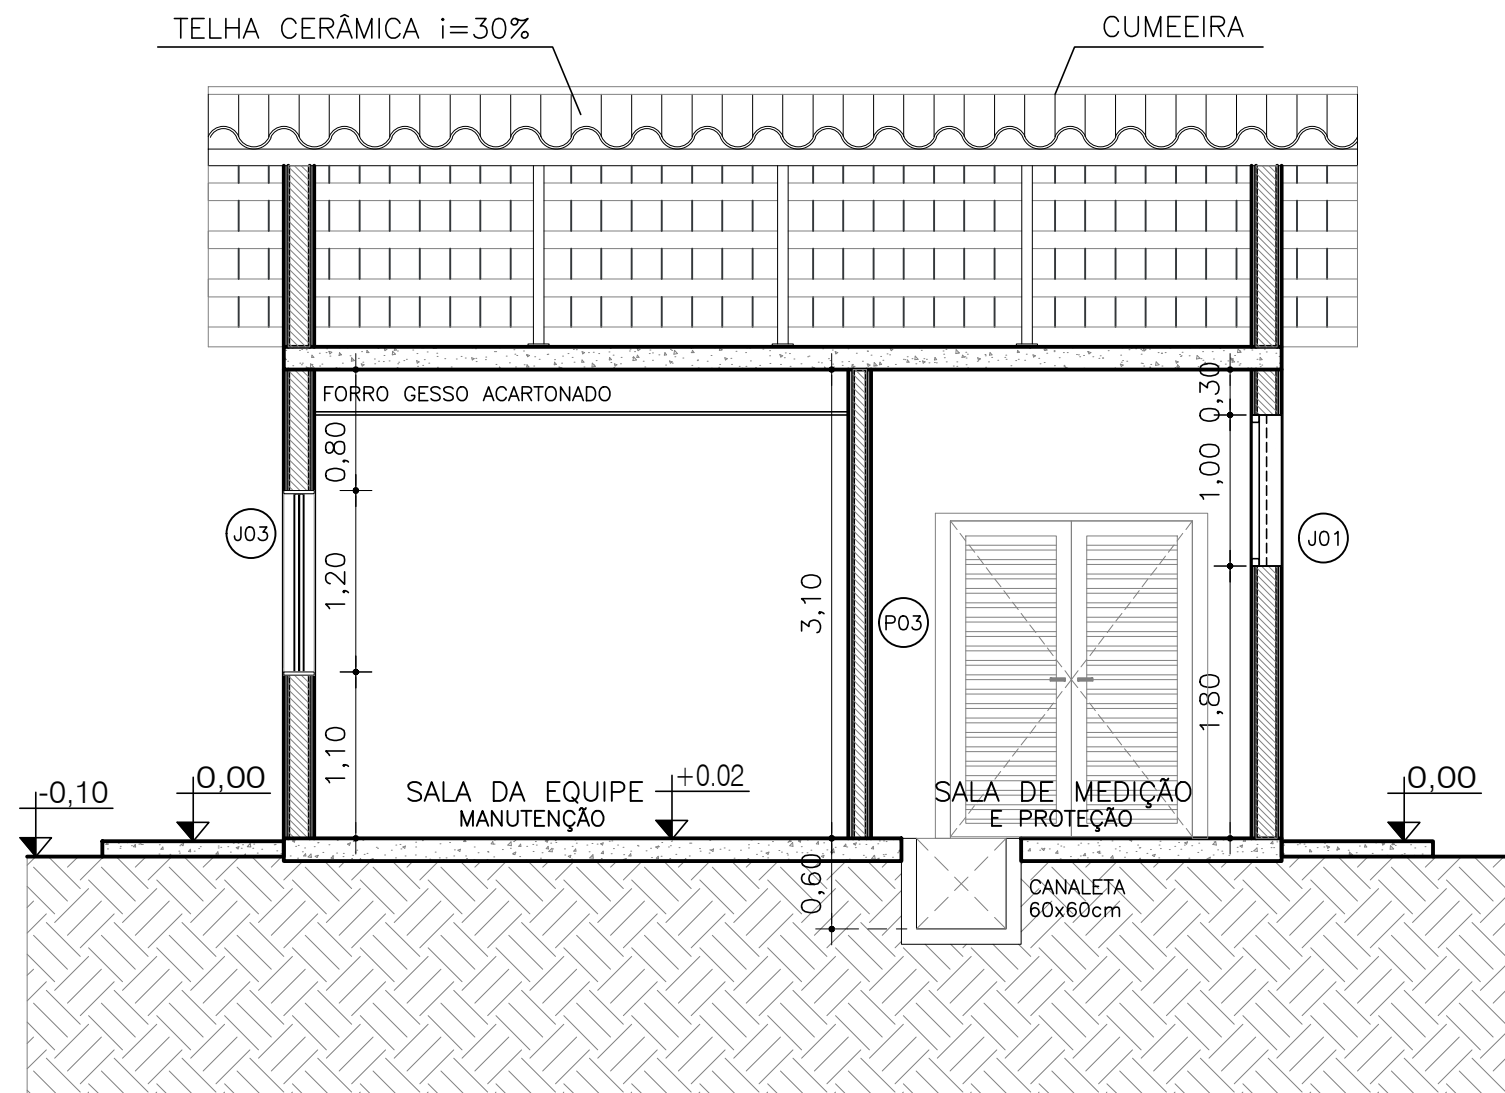 TELHA CERÂMICA i=30%
CUMEEIRA
FORRO GESSO ACARTONADO
0,30
0,80
1,00
J03
J01
1,20
3,10
P03
1,80
1,10
-0,10
0,00
SALA DA EQUIPE
MANUTENÇÃO
+0.02
SALA DE MEDIÇÃO
E PROTEÇÃO
0,00
0,60
CANALETA
60x60cm